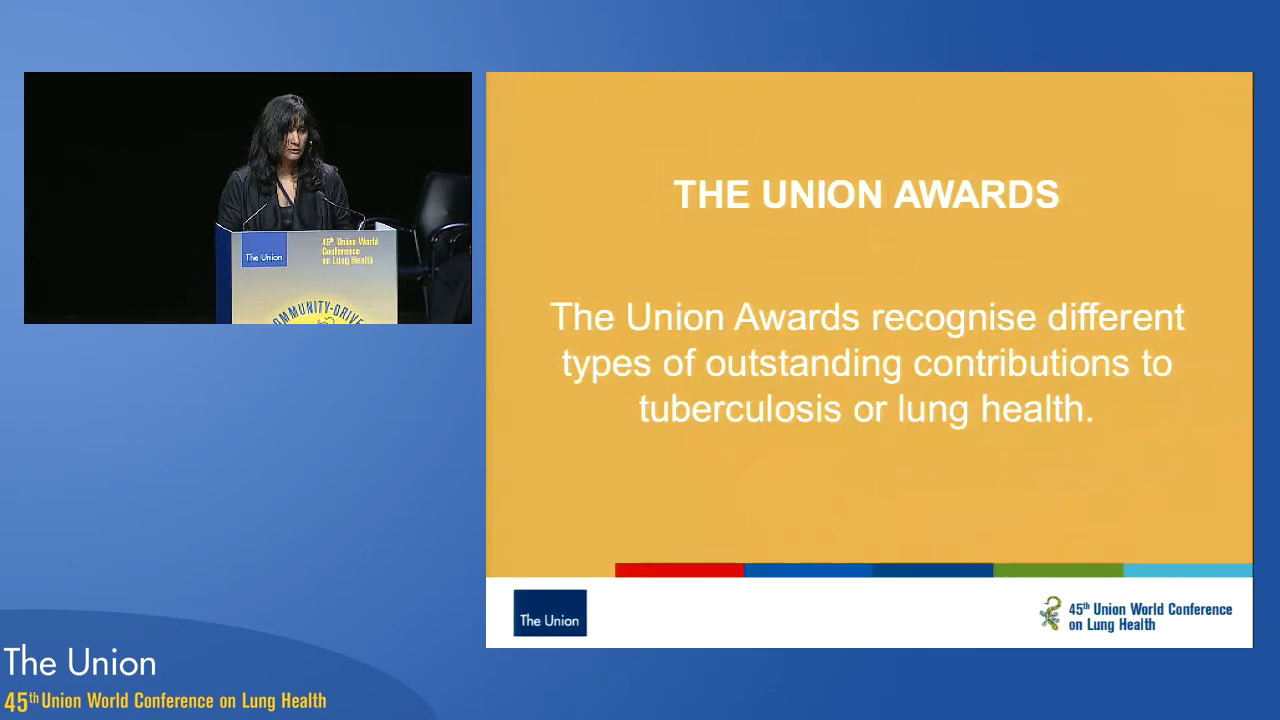 The Union
45th Union World
Conference
on Lung Health
THE UNION AWARDS
The Union Awards recognise different
types of outstanding contributions to
tuberculosis or lung health.
The Union
45th Union World Conference
on Lung Health
The Union
45th Union World Conference on Lung Health